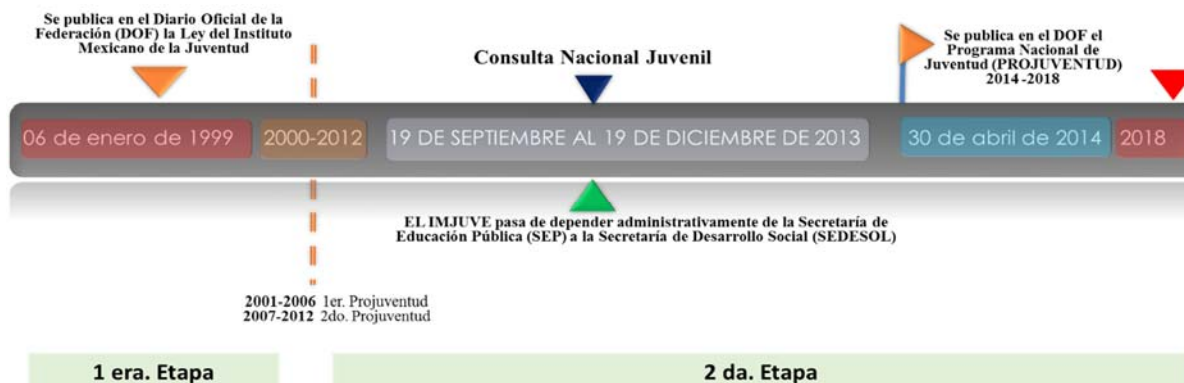 Se publica en el Diario Oficial de la
Federación (DOF) la Ley del Instituto
Mexicano de la Juventud
Consulta Nacional Juvenil
Se publica en el DOF el
Programa Nacional de
Juventud (PROJUVENTUD)
2014-2018
06 de enero de 1999
2000-2012
19 DE SEPTIEMBRE AL 19 DE DICIEMBRE DE 2013
30 de abril de 2014
2018
EL IMJUVE pasa de depender administrativamente de la Secretaría de
Educación Pública (SEP) a la Secretaría de Desarrollo Social (SEDESOL)
2001-2006 1er. Projuventud
2007-2012 2do. Projuventud
1 era. Etapa
2 da. Etapa